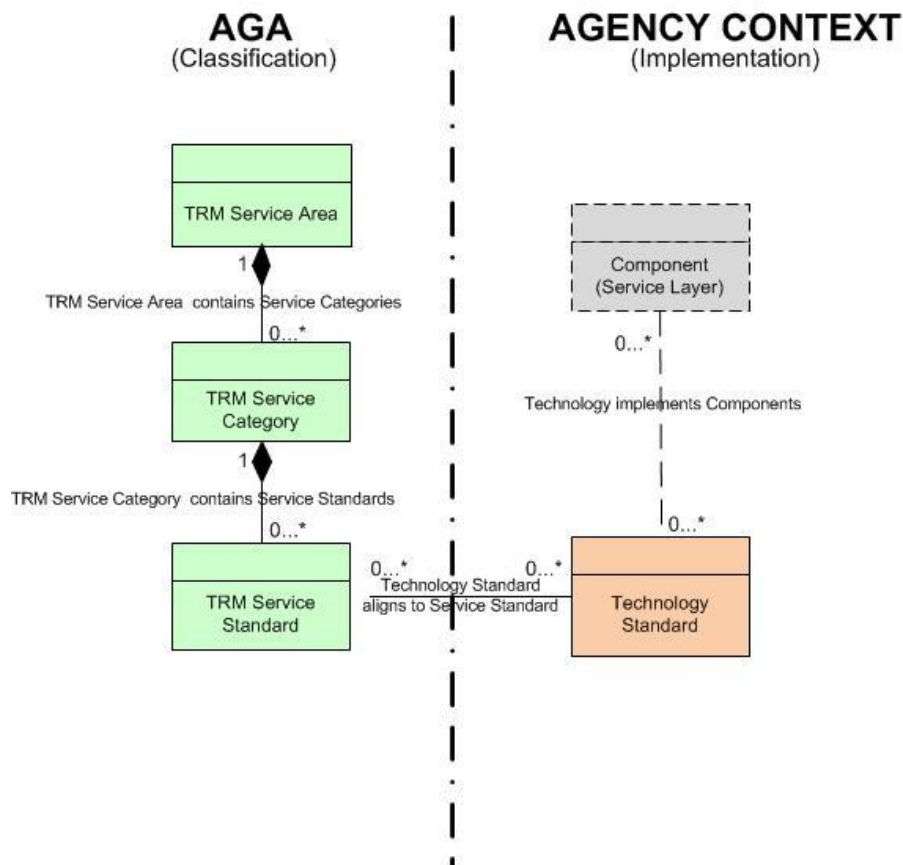 AGA
(Classification)
AGENCY CONTEXT
(Implementation)
TRM Service Area
1
TRM Service Area contains Service Categories
0...*
TRM Service
Category
1
TRM Service Category contains Service Standards
0...*
TRM Service
Standard
0...*
Technology Standard
aligns to Service Standard
0...*
Component
(Service Layer)
0...*
Technology implements Components
0...*
Technology
Standard